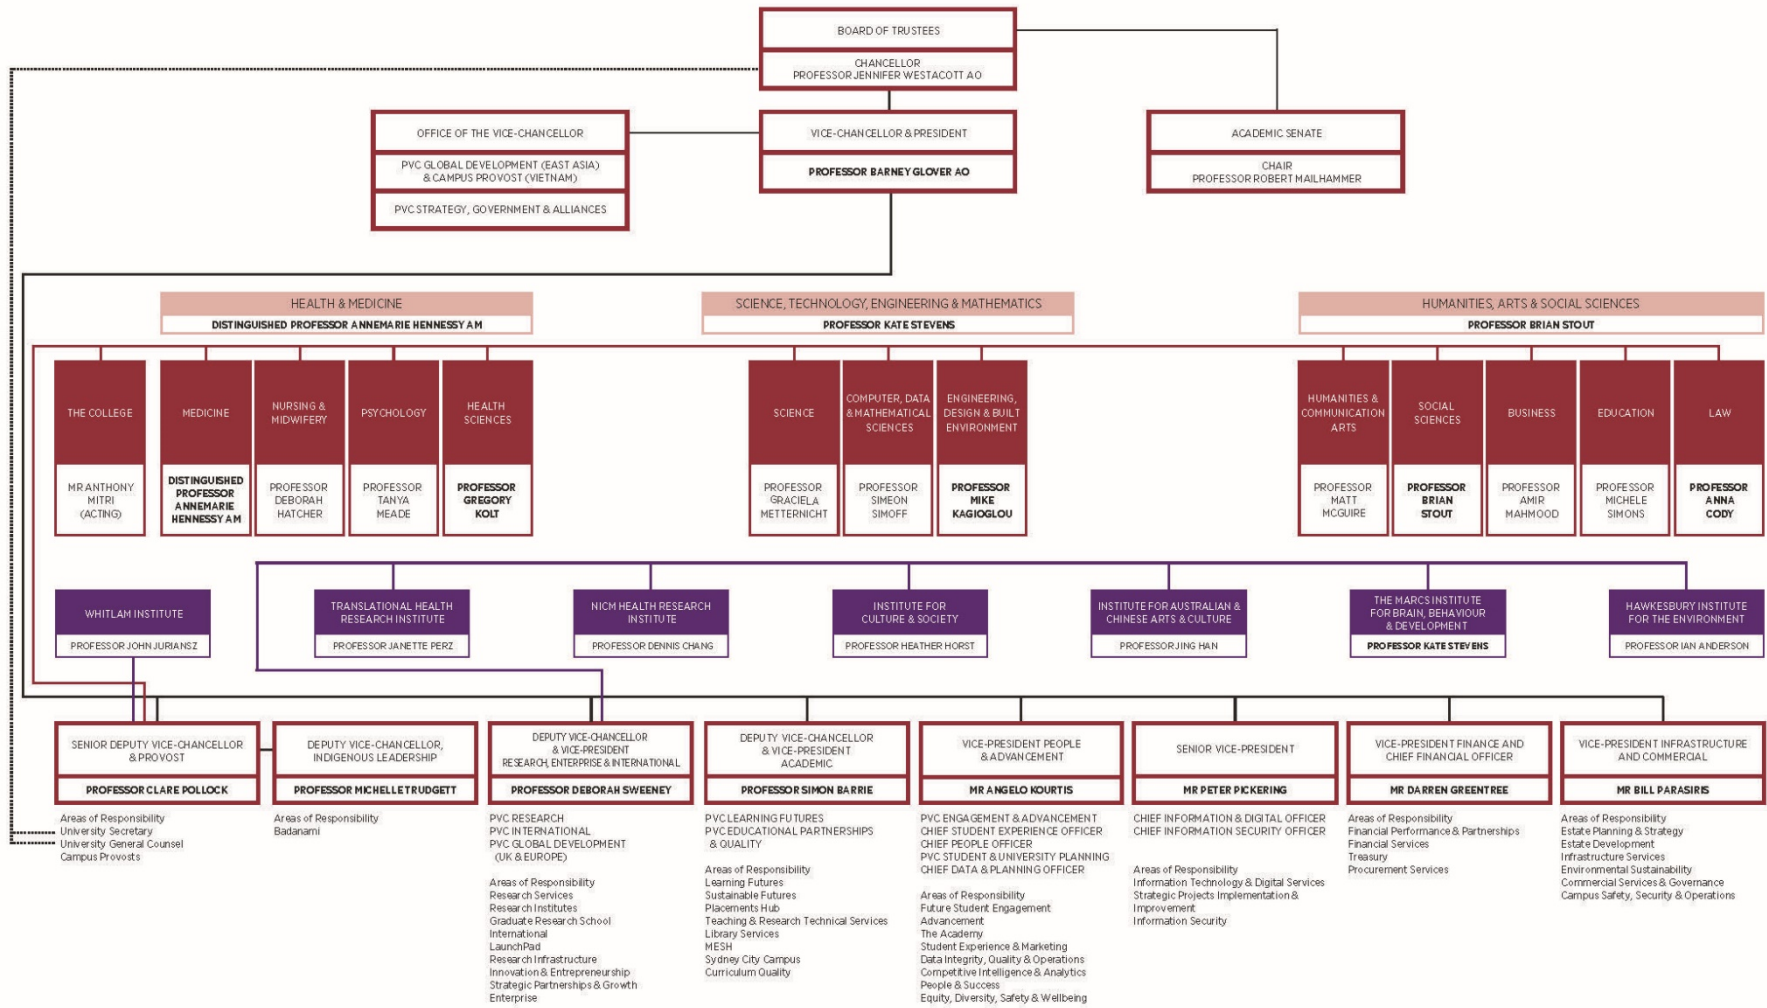 BOARD OF TRUSTEES
CHANCELLOR
PROFESSOR JENNIFER WESTACOTT AO
OFFICE OF THE VICE-CHANCELLOR
PVC GLOBAL DEVELOPMENT (EAST ASIA)
& CAMPUS PROVOST (VIETNAM)
PVC STRATEGY, GOVERNMENT & ALLIANCES
VICE-CHANCELLOR & PRESIDENT
PROFESSOR BARNEY GLOVER AO
ACADEMIC SENATE
CHAIR
PROFESSOR ROBERT MAILHAMMER
HEALTH & MEDICINE
DISTINGUISHED PROFESSOR ANNEMARIE HENNESSY AM
SCIENCE, TECHNOLOGY, ENGINEERING & MATHEMATICS
PROFESSOR KATE STEVENS
HUMANITIES, ARTS & SOCIAL SCIENCES
PROFESSOR BRIAN STOUT
THE COLLEGE
MR ANTHONY
MITRI
(ACTING)
MEDICINE
DISTINGUISHED
PROFESSOR
ANNEMARIE
HENNESSY AM
NURSING &
MIDWIFERY
PROFESSOR
DEBORAH
HATCHER
PSYCHOLOGY
PROFESSOR
TANYA
MEADE
HEALTH
SCIENCES
PROFESSOR
GREGORY
KOLT
SCIENCE
PROFESSOR
GRACIELA
METTERNICHT
COMPUTER, DATA
& MATHEMATICAL
SCIENCES
PROFESSOR
SIMEON
SIMOFF
ENGINEERING,
DESIGN & BUILT
ENVIRONMENT
PROFESSOR
MIKE
KAGIOGLOU
HUMANITIES &
COMMUNICATION
ARTS
PROFESSOR
MATT
MCGUIRE
SOCIAL
SCIENCES
PROFESSOR
BRIAN
STOUT
BUSINESS
PROFESSOR
AMIR
MAHMOOD
EDUCATION
PROFESSOR
MICHELE
SIMONS
LAW
PROFESSOR
ANNA
CODY
WHITLAM INSTITUTE
PROFESSOR JOHN JURIANSZ
TRANSLATIONAL HEALTH
RESEARCH INSTITUTE
PROFESSOR JANETTE PERZ
NICM HEALTH RESEARCH
INSTITUTE
PROFESSOR DENNIS CHANG
INSTITUTE FOR
CULTURE & SOCIETY
PROFESSOR HEATHER HORST
INSTITUTE FOR AUSTRALIAN &
CHINESE ARTS & CULTURE
PROFESSOR JING HAN
THE MARCS INSTITUTE
FOR BRAIN, BEHAVIOUR
& DEVELOPMENT
PROFESSOR KATE STEVENS
HAWKESBURY INSTITUTE
FOR THE ENVIRONMENT
PROFESSOR IAN ANDERSON
SENIOR DEPUTY VICE-CHANCELLOR
& PROVOST
PROFESSOR CLARE POLLOCK
Areas of Responsibility
University Secretary
University General Counsel
Campus Provosts
DEPUTY VICE-CHANCELLOR,
INDIGENOUS LEADERSHIP
PROFESSOR MICHELLE TRUDGETT
Areas of Responsibility
Badanami
DEPUTY VICE-CHANCELLOR
& VICE-PRESIDENT
RESEARCH, ENTERPRISE & INTERNATIONAL
PROFESSOR DEBORAH SWEENEY
PVC RESEARCH
PVC INTERNATIONAL
PVC GLOBAL DEVELOPMENT
(UK & EUROPE)
Areas of Responsibility
Research Services
Research Institutes
Graduate Research School
International
LaunchPad
Research Infrastructure
Innovation & Entrepreneurship
Strategic Partnerships & Growth
Enterprise
DEPUTY VICE-CHANCELLOR
& VICE-PRESIDENT
ACADEMIC
PROFESSOR SIMON BARRIE
PVC LEARNING FUTURES
PVC EDUCATIONAL PARTNERSHIPS
& QUALITY
Areas of Responsibility
Learning Futures
Sustainable Futures
Placements Hub
Teaching & Research Technical Services
Library Services
MESH
Sydney City Campus
Curriculum Quality
VICE-PRESIDENT PEOPLE
& ADVANCEMENT
MR ANGELO KOURTIS
PVC ENGAGEMENT & ADVANCEMENT
CHIEF STUDENT EXPERIENCE OFFICER
CHIEF PEOPLE OFFICER
PVC STUDENT & UNIVERSITY PLANNING
CHIEF DATA & PLANNING OFFICER
Areas of Responsibility
Future Student Engagement
Advancement
The Academy
Student Experience & Marketing
Data Integrity, Quality & Operations
Competitive Intelligence & Analytics
People & Success
Equity, Diversity, Safety & Wellbeing
SENIOR VICE-PRESIDENT
MR PETER PICKERING
CHIEF INFORMATION & DIGITAL OFFICER
CHIEF INFORMATION SECURITY OFFICER
Areas of Responsibility
Information Technology & Digital Services
Strategic Projects Implementation &
Improvement
Information Security
VICE-PRESIDENT FINANCE AND
CHIEF FINANCIAL OFFICER
MR DARREN GREENTREE
Areas of Responsibility
Financial Performance & Partnerships
Financial Services
Treasury
Procurement Services
VICE-PRESIDENT INFRASTRUCTURE
AND COMMERCIAL
MR BILL PARASIRIS
Areas of Responsibility
Estate Planning & Strategy
Estate Development
Infrastructure Services
Environmental Sustainability
Commercial Services & Governance
Campus Safety, Security & Operations